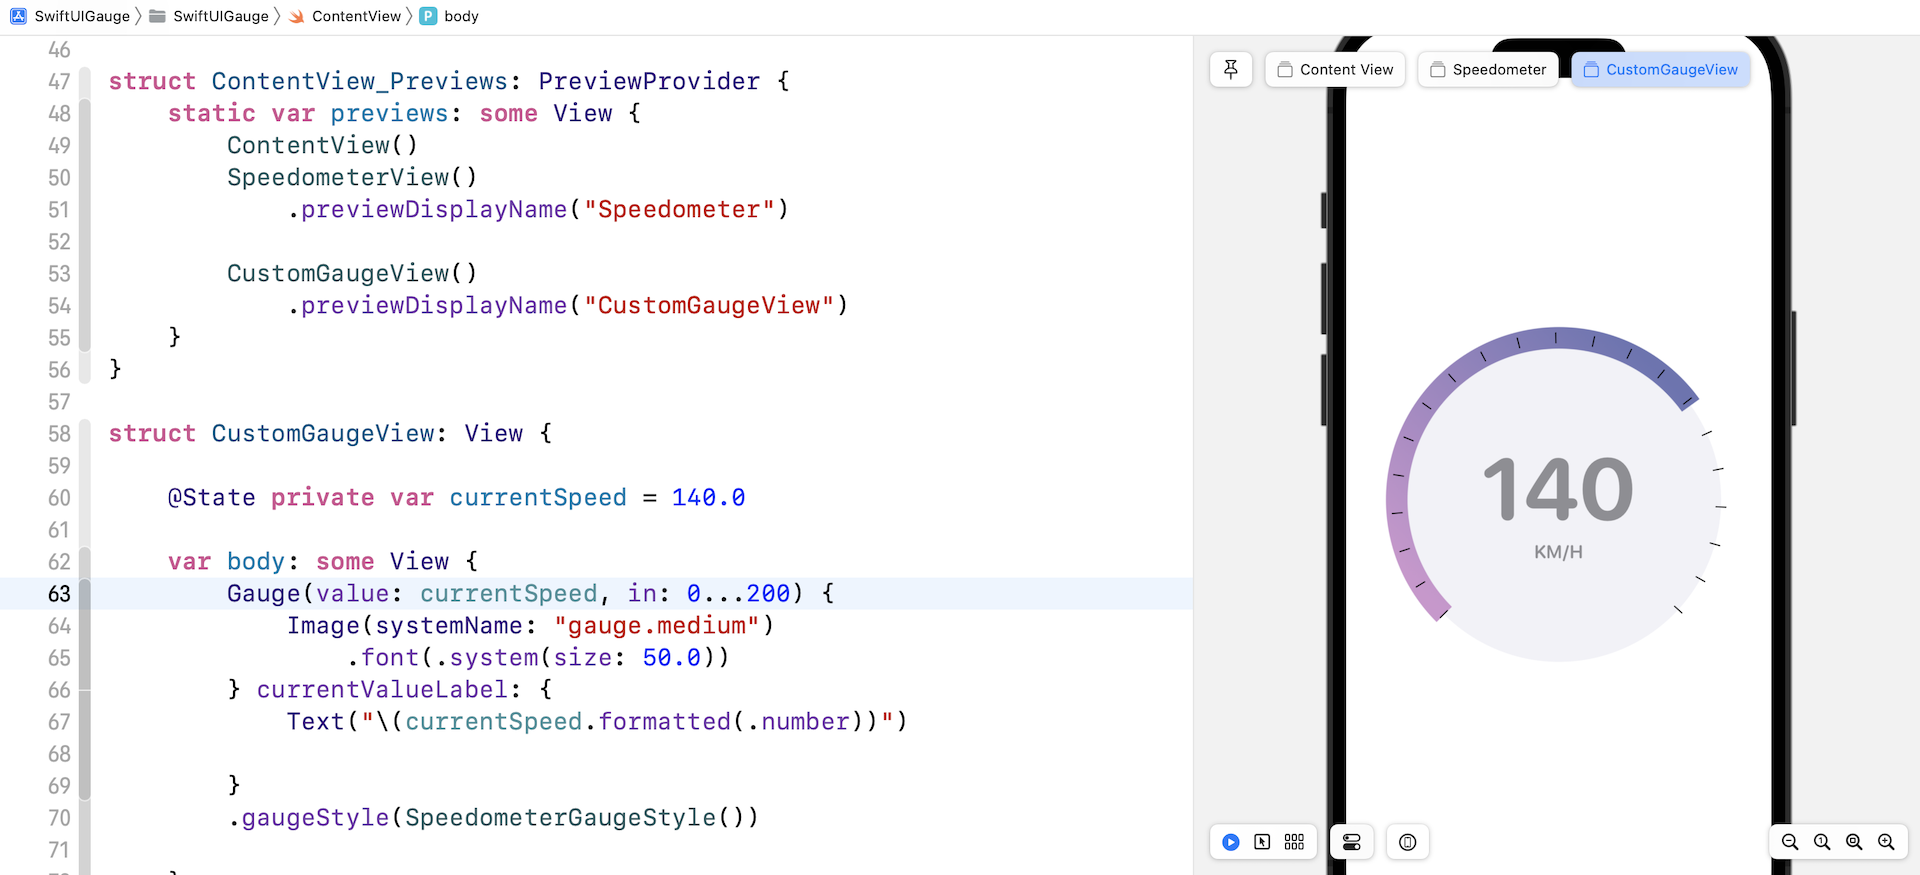 SwiftUIGauge SwiftUIGauge ContentView P body
46
47 struct ContentView_Previews: PreviewProvider {
48     static var previews: some View {
49         ContentView()
50         SpeedometerView()
51             .previewDisplayName("Speedometer")
52
53         CustomGaugeView()
54             .previewDisplayName("CustomGaugeView")
55     }
56 }
57
58 struct CustomGaugeView: View {
59
60     @State private var currentSpeed = 140.0
61
62     var body: some View {
63         Gauge(value: currentSpeed, in: 0...200) {
64             Image(systemName: "gauge.medium")
65                 .font(.system(size: 50.0))
66         } currentValueLabel: {
67             Text("\(currentSpeed.formatted(.number))")
68
69         }
70         .gaugeStyle(SpeedometerGaugeStyle())
71
Content View Speedometer CustomGaugeView
140
KM/H